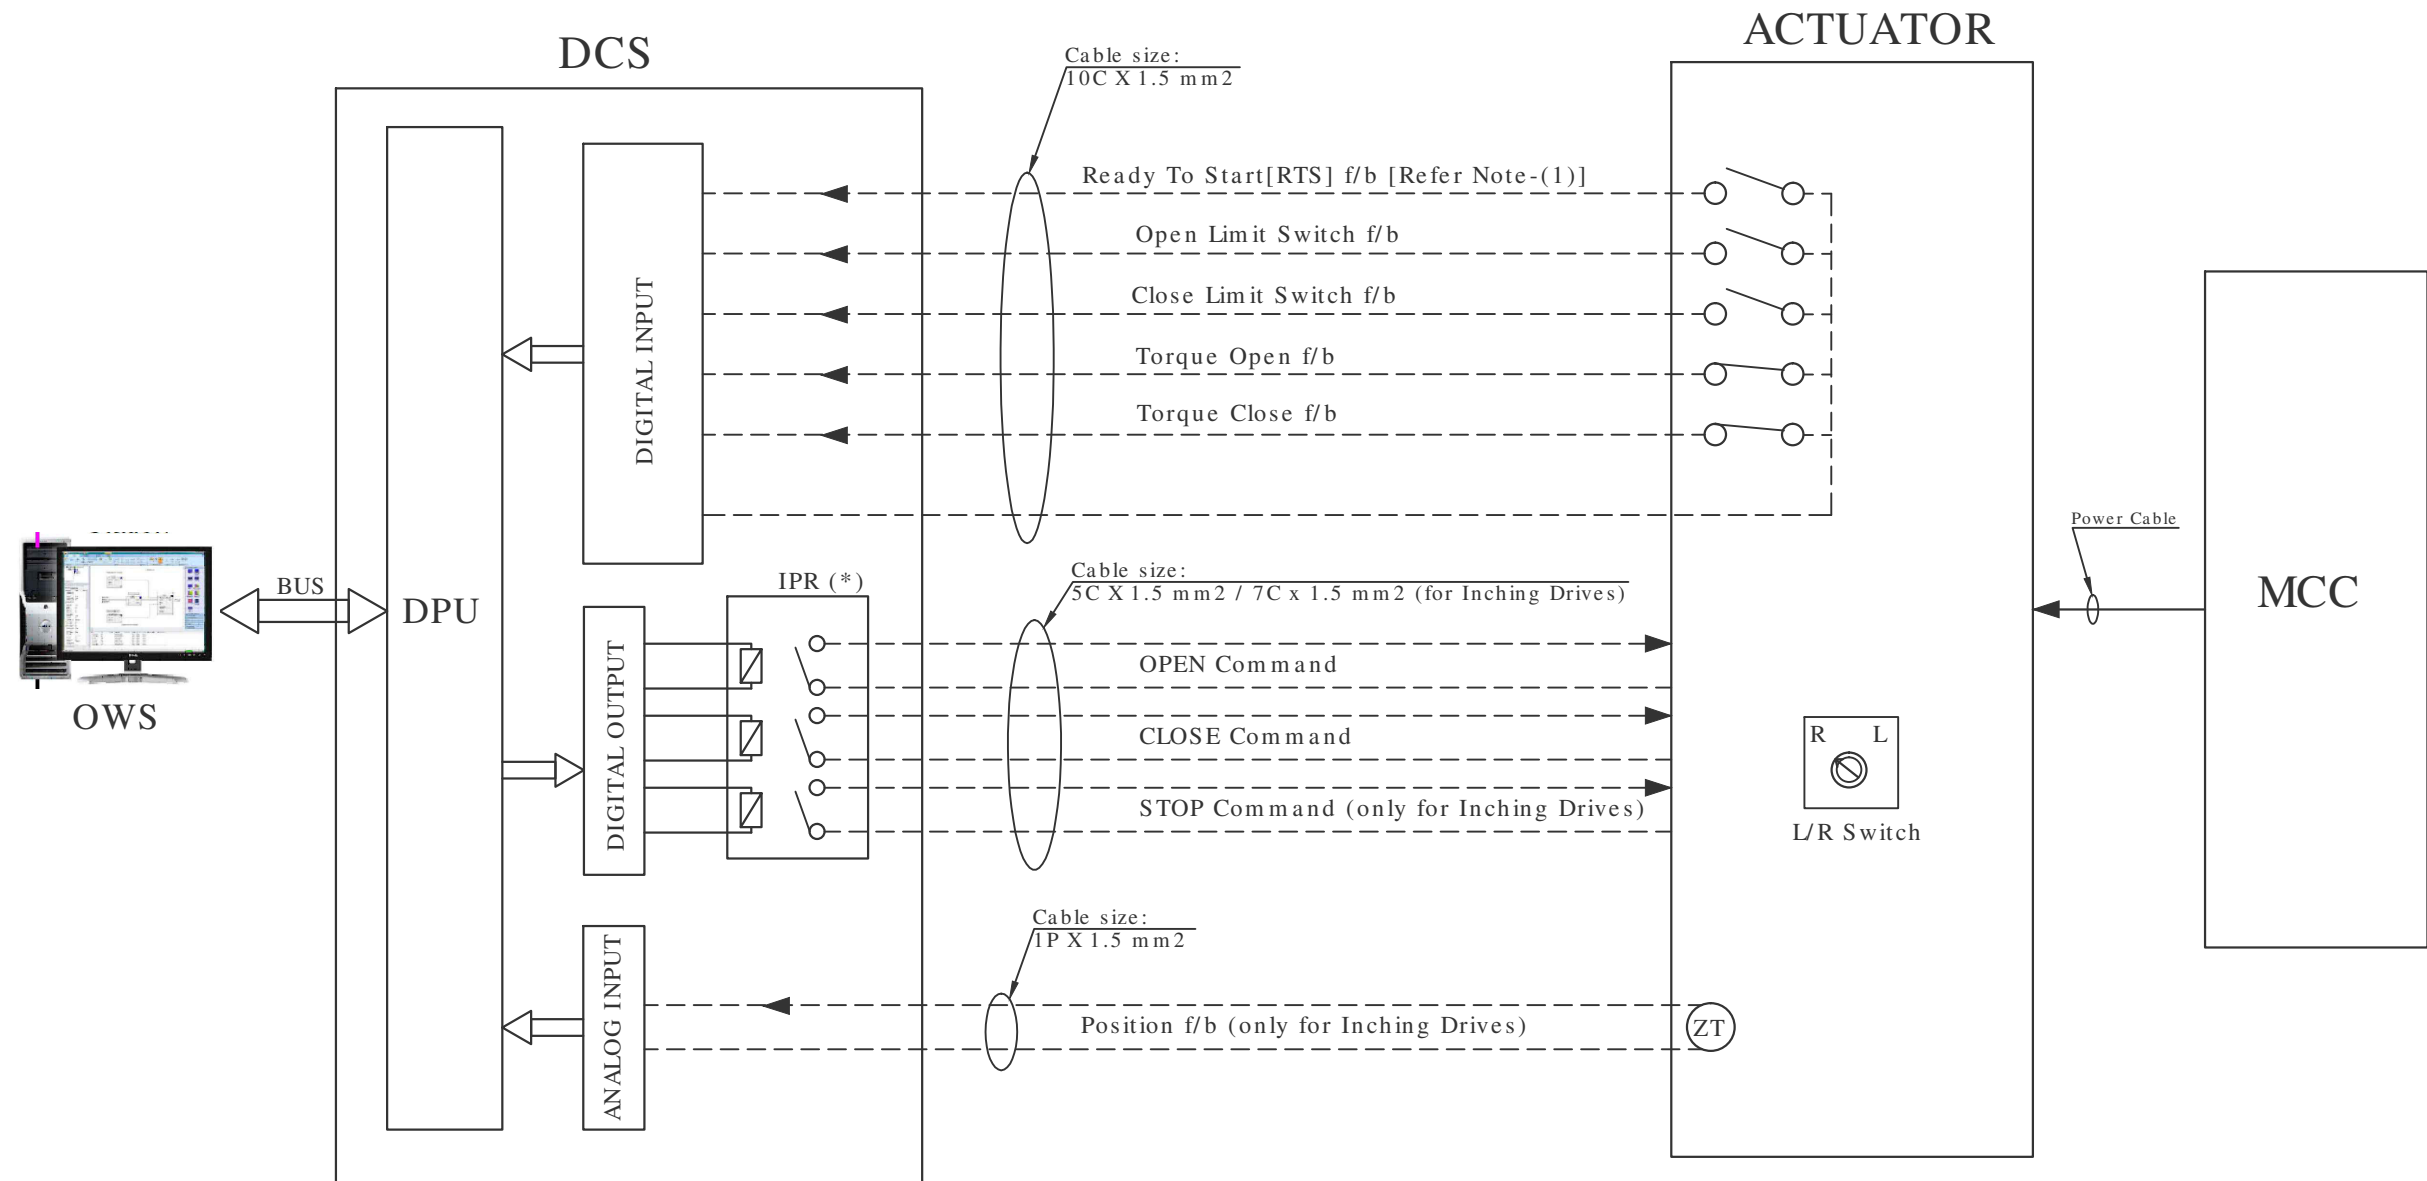 DCS
ACTUATOR
Cable size:
10C X 1.5 mm2
Ready To Start[RTS] f/b [Refer Note-(1)]
Open Limit Switch f/b
Close Limit Switch f/b
Torque Open f/b
Torque Close f/b
DIGITAL INPUT
Power Cable
MCC
BUS
DPU
OWS
IPR (*)
Cable size:
5C X 1.5 mm2 / 7C x 1.5 mm2 (for Inching Drives)
DIGITAL OUTPUT
OPEN Command
CLOSE Command
STOP Command (only for Inching Drives)
R L
L/R Switch
Cable size:
1P X 1.5 mm2
ANALOG INPUT
Position f/b (only for Inching Drives)
ZT